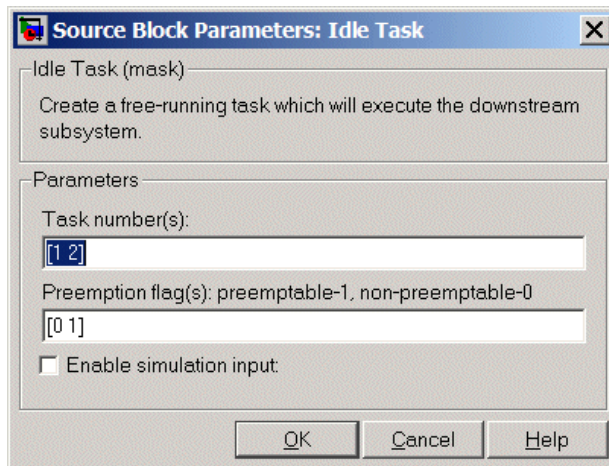 Source Block Parameters: Idle Task
Idle Task (mask)
Create a free-running task which will execute the downstream
subsystem.
Parameters
Task number(s):
[1 2]
Preemption flag(s): preemptable-1, non-preemptable-0
[0 1]
Enable simulation input:
OK Cancel Help